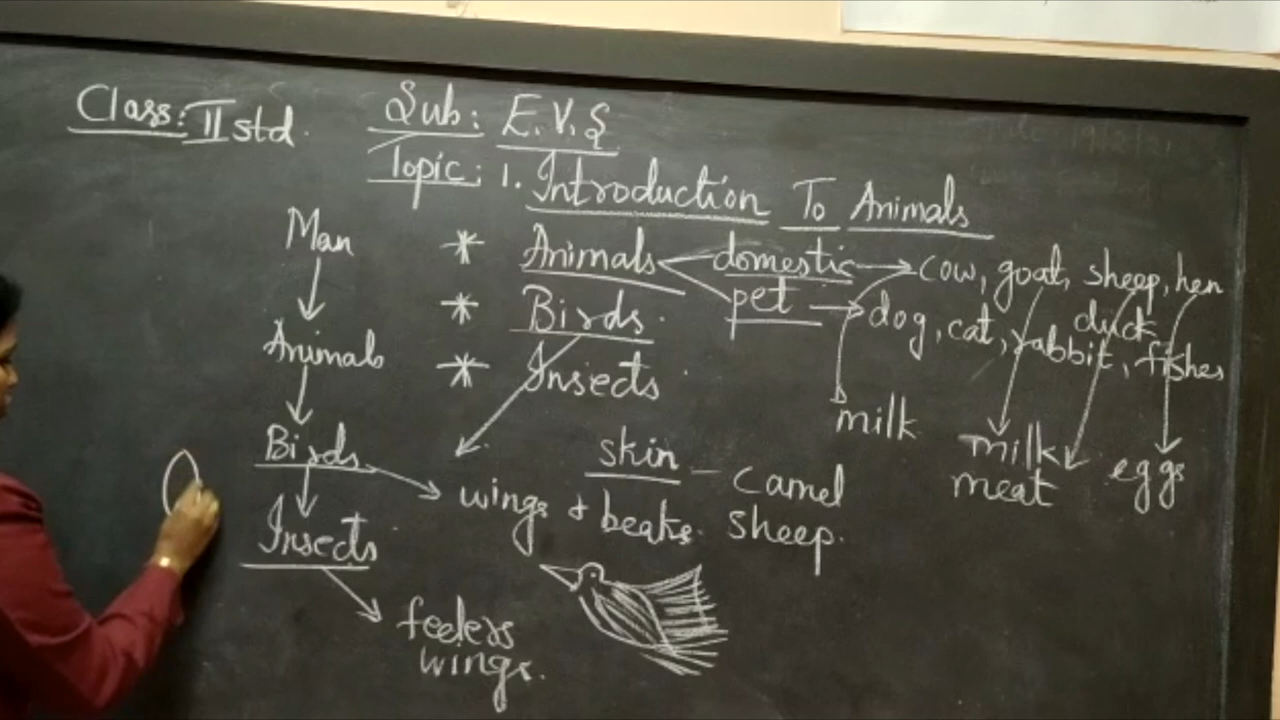 Class: II std.
Sub: E.V.S
Topic: 1. Introduction To Animals
Man
* Animals domestic cow, goat, sheep, hen
duck
* Birds. pet dog, cat, rabbit, fishes
Animals
* Insects
milk
milk
meat
eggs
Birds
skin - Camel
sheep.
wings & beaks.
Insects
feelers
wings.